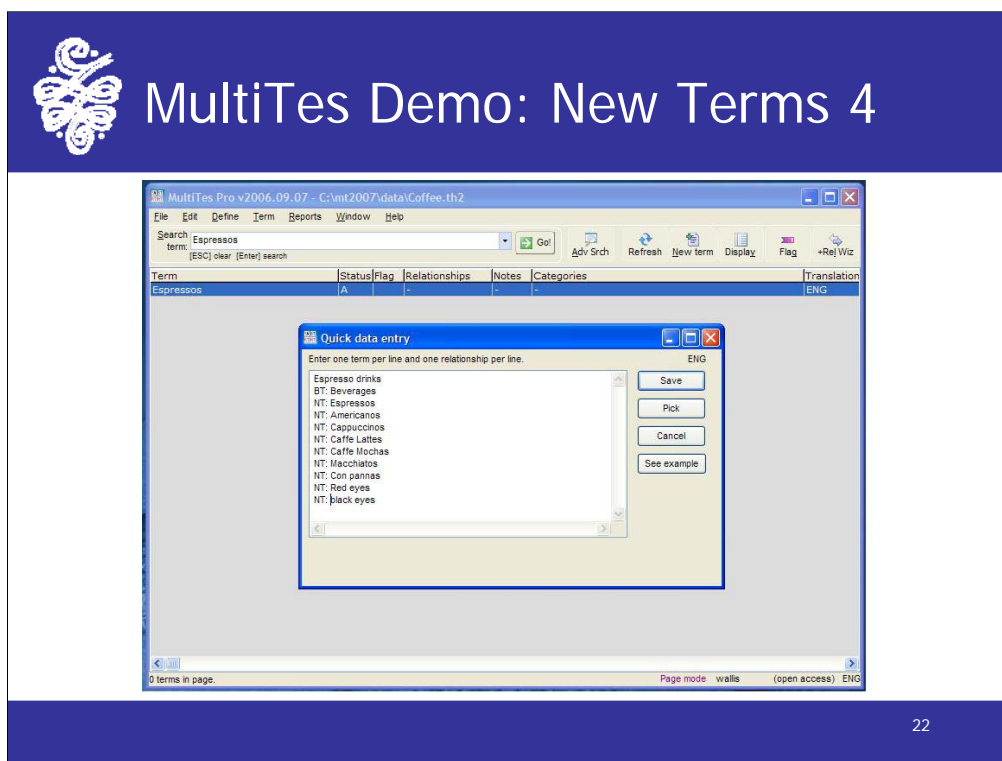 MultiTes Demo: New Terms 4
MultiTes Pro v2006.09.07 - C:\mt2007\data\Coffee.th2
File Edit Define Term Reports Window Help
Search term: Espressos Go! Adv Srch Refresh New term Display Flag +Rel Wiz
[ESC] clear [Enter] search
Term Status Flag Relationships Notes Categories Translation
Espressos A - - - ENG
Quick data entry
Enter one term per line and one relationship per line. ENG
Espresso drinks
BT: Beverages
NT: Espressos
NT: Americanos
NT: Cappuccinos
NT: Caffe Lattes
NT: Caffe Mochas
NT: Macchiatos
NT: Con pannas
NT: Red eyes
NT: black eyes
Save
Pick
Cancel
See example
0 terms in page. Page mode wallis (open access) ENG
22